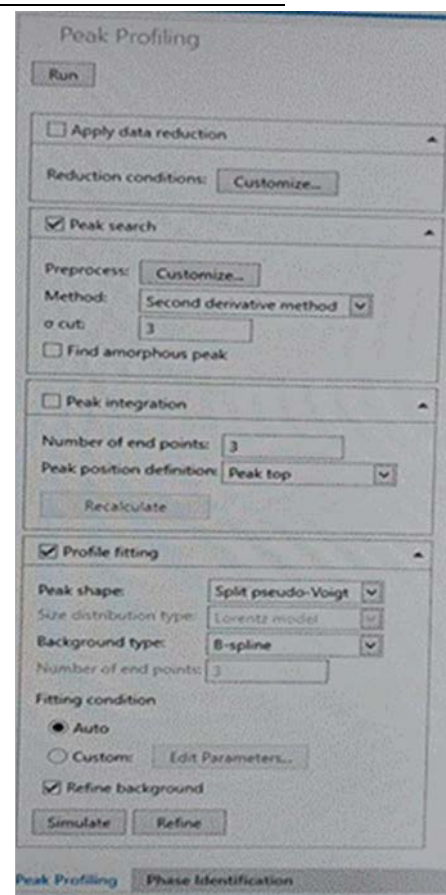 Peak Profiling
Run
Apply data reduction
Reduction conditions: Customize...
Peak search
Preprocess: Customize...
Method: Second derivative method
σ cut: 3
Find amorphous peak
Peak integration
Number of end points: 3
Peak position definition: Peak top
Recalculate
Profile fitting
Peak shape: Split pseudo-Voigt
Size distribution type: Lorentz model
Background type: B-spline
Number of end points: 3
Fitting condition
Auto
Custom: Edit Parameters...
Refine background
Simulate Refine
Peak Profiling Phase Identification